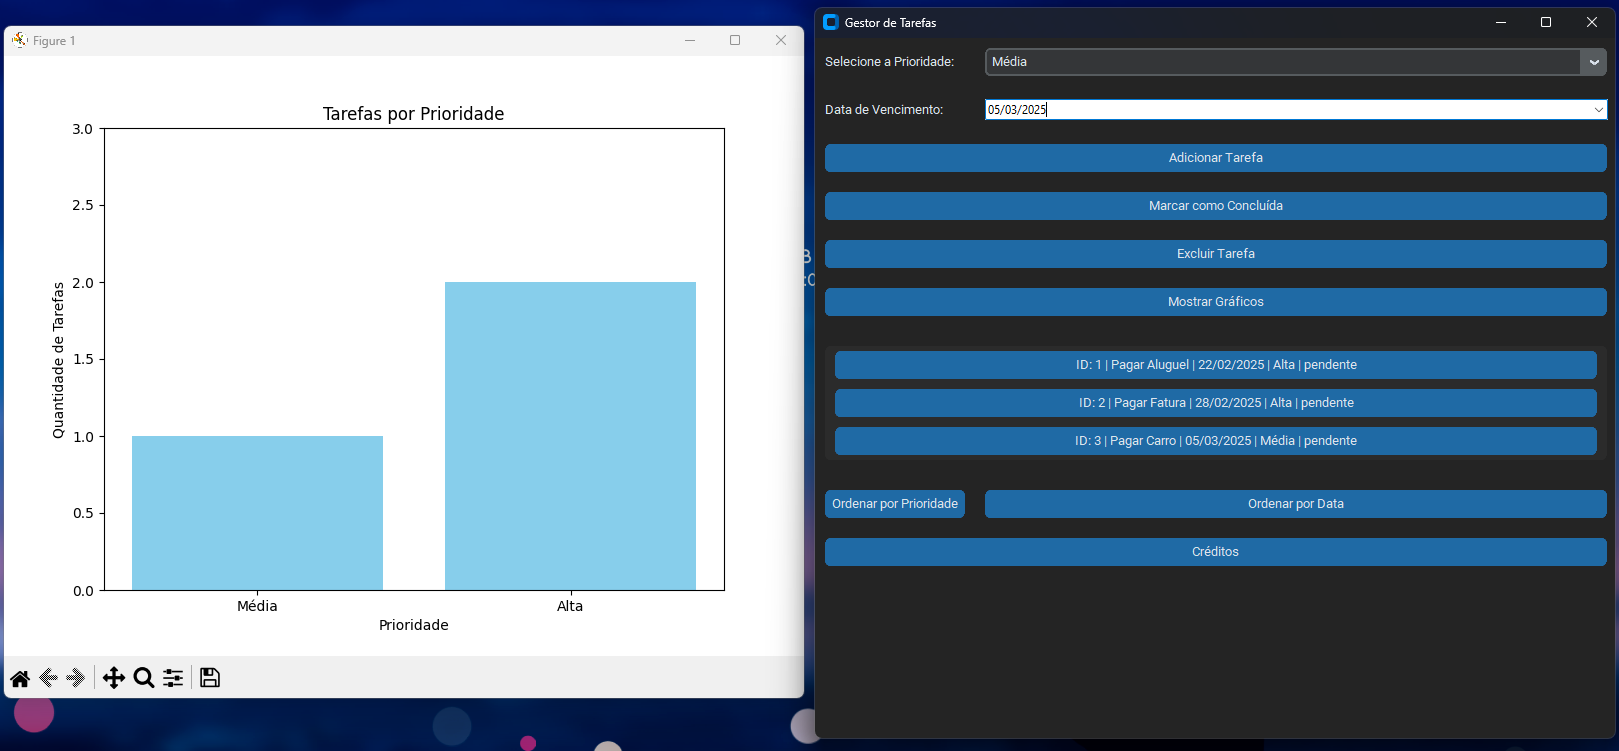 Figure 1
Tarefas por Prioridade
3.0
2.5
2.0
1.5
1.0
0.5
0.0
Quantidade de Tarefas
Média Alta
Prioridade
B
:0
Gestor de Tarefas
Selecione a Prioridade: Média
Data de Vencimento: 05/03/2025
Adicionar Tarefa
Marcar como Concluída
Excluir Tarefa
Mostrar Gráficos
ID: 1 | Pagar Aluguel | 22/02/2025 | Alta | pendente
ID: 2 | Pagar Fatura | 28/02/2025 | Alta | pendente
ID: 3 | Pagar Carro | 05/03/2025 | Média | pendente
Ordenar por Prioridade Ordenar por Data
Créditos